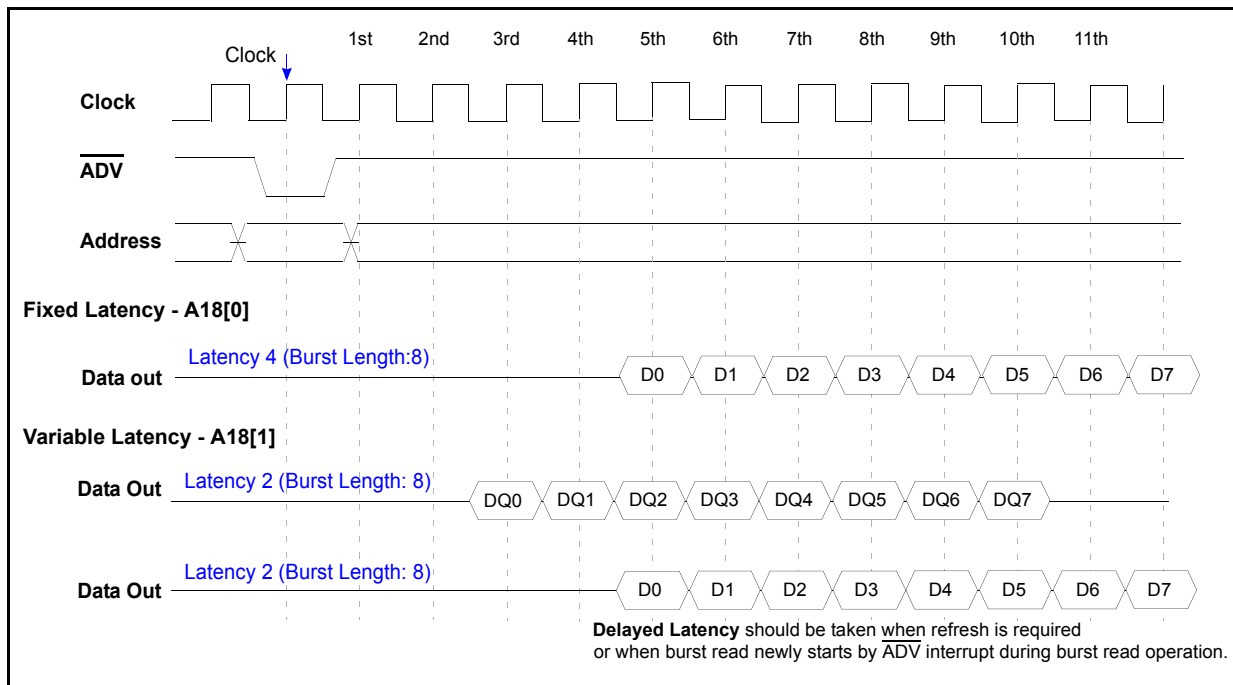 1st 2nd 3rd 4th 5th 6th 7th 8th 9th 10th 11th
Clock
Clock
ADV
Address
Fixed Latency - A18[0]
Latency 4 (Burst Length:8)
Data out D0 D1 D2 D3 D4 D5 D6 D7
Variable Latency - A18[1]
Latency 2 (Burst Length: 8)
Data Out DQ0 DQ1 DQ2 DQ3 DQ4 DQ5 DQ6 DQ7
Latency 2 (Burst Length: 8)
Data Out D0 D1 D2 D3 D4 D5 D6 D7
Delayed Latency should be taken when refresh is required
or when burst read newly starts by ADV interrupt during burst read operation.